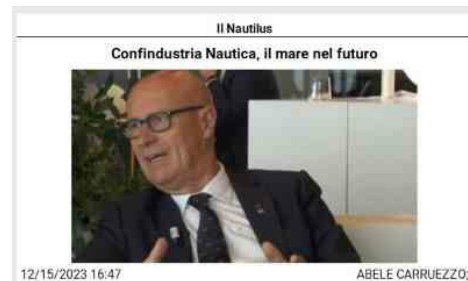 Il Nautilus
Confindustria Nautica, il mare nel futuro
12/15/2023 16:47
ABELE CARRUEZZO;